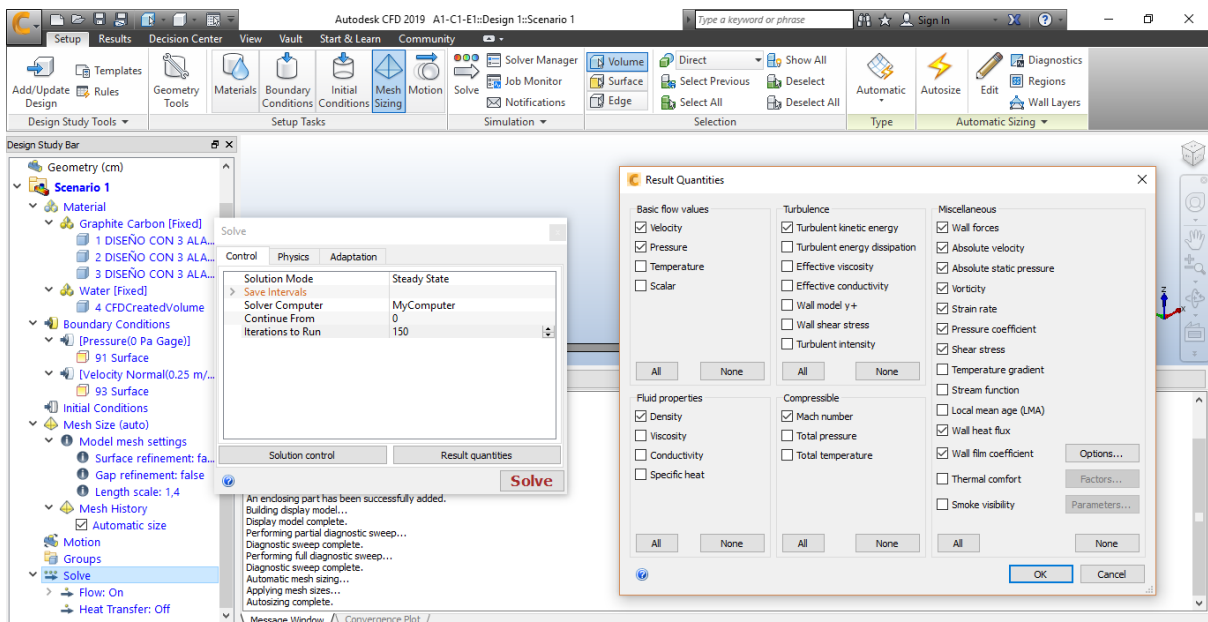 Autodesk CFD 2019 A1-C1-E1::Design 1::Scenario 1
Type a keyword or phrase
Sign In
Setup Results Decision Center View Vault Start & Learn Community
Add/Update Design
Templates
Rules
Geometry Tools
Materials
Boundary Conditions
Initial Conditions
Mesh Sizing
Motion
Solve
Solver Manager
Job Monitor
Notifications
Volume
Surface
Edge
Direct
Select Previous
Select All
Show All
Deselect
Deselect All
Automatic
Autosize
Edit
Diagnostics
Regions
Wall Layers
Design Study Tools
Setup Tasks
Simulation
Selection
Type
Automatic Sizing
Design Study Bar
Geometry (cm)
Scenario 1
Material
Graphite Carbon [Fixed]
1 DISEÑO CON 3 ALA...
2 DISEÑO CON 3 ALA...
3 DISEÑO CON 3 ALA...
Water [Fixed]
4 CFDCreatedVolume
Boundary Conditions
[Pressure(0 Pa Gage)]
91 Surface
[Velocity Normal(0.25 m/...
93 Surface
Initial Conditions
Mesh Size (auto)
Model mesh settings
Surface refinement: fa...
Gap refinement: false
Length scale: 1,4
Mesh History
Automatic size
Motion
Groups
Solve
Flow: On
Heat Transfer: Off
Solve
Control Physics Adaptation
Solution Mode Steady State
Save Intervals
Solver Computer MyComputer
Continue From 0
Iterations to Run 150
Solution control
Result quantities
Solve
An enclosing part has been successfully added.
Building display model...
Display model complete.
Performing partial diagnostic sweep...
Diagnostic sweep complete.
Performing full diagnostic sweep...
Diagnostic sweep complete.
Automatic mesh sizing...
Applying mesh sizes...
Autosizing complete.
Message Window Convergence Plot
Result Quantities
Basic flow values
Velocity
Pressure
Temperature
Scalar
All None
Turbulence
Turbulent kinetic energy
Turbulent energy dissipation
Effective viscosity
Effective conductivity
Wall model y+
Wall shear stress
Turbulent intensity
All None
Fluid properties
Density
Viscosity
Conductivity
Specific heat
All None
Compressible
Mach number
Total pressure
Total temperature
All None
Miscellaneous
Wall forces
Absolute velocity
Absolute static pressure
Vorticity
Strain rate
Pressure coefficient
Shear stress
Temperature gradient
Stream function
Local mean age (LMA)
Wall heat flux
Wall film coefficient Options...
Thermal comfort Factors...
Smoke visibility Parameters...
All None
OK Cancel
z
x